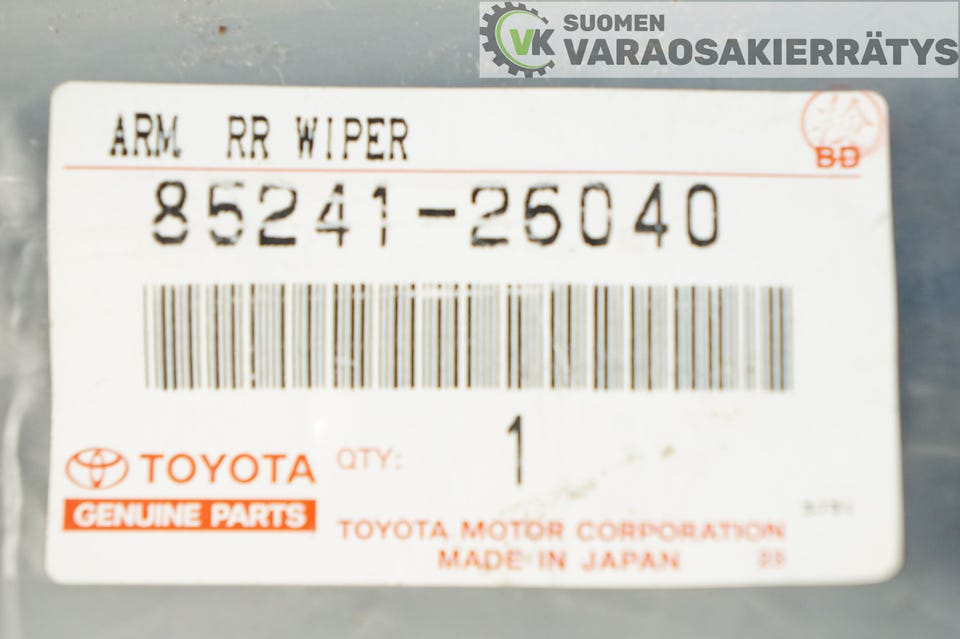 SUOMEN
VK VARAOSAKIERRÄTYS
ARM, RR WIPER
BD
85241-26040
1
QTY:
TOYOTA
GENUINE PARTS
TOYOTA MOTOR CORPORATION
MADE IN JAPAN